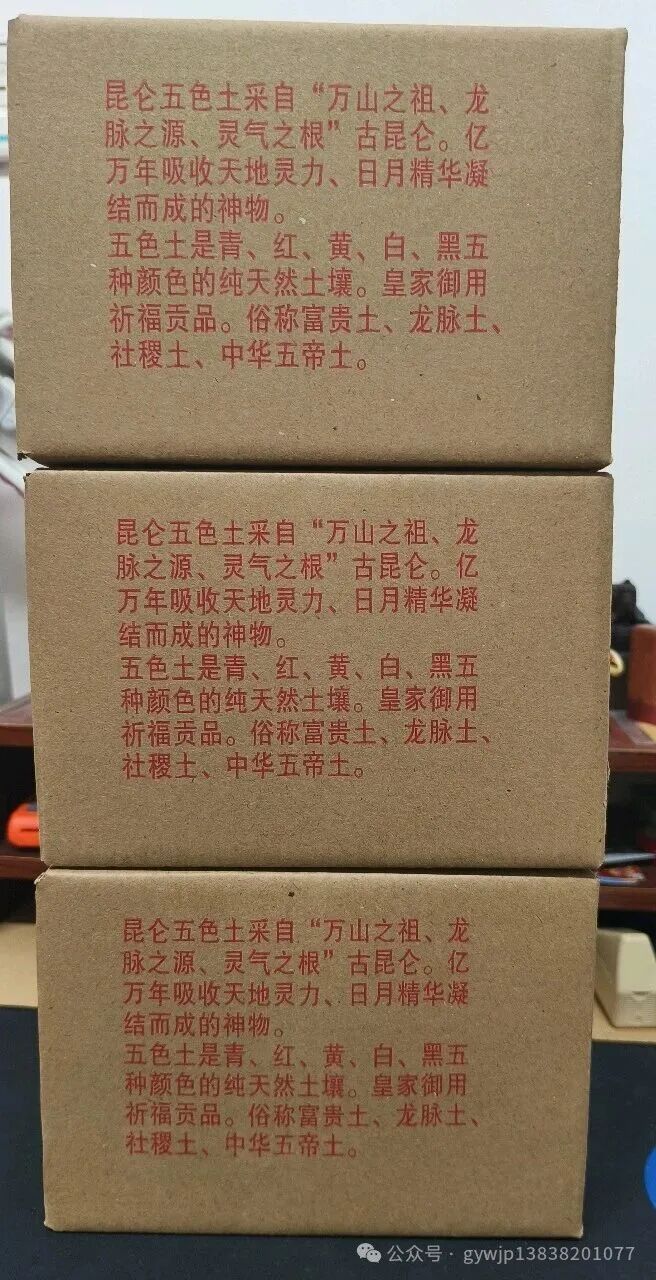 昆仑五色土采自“万山之祖、龙
脉之源、灵气之根”古昆仑。亿
万年吸收天地灵力、日月精华凝
结而成的神物。
五色土是青、红、黄、白、黑五
种颜色的纯天然土壤。皇家御用
祈福贡品。俗称富贵土、龙脉土、
社稷土、中华五帝土。
昆仑五色土采自“万山之祖、龙
脉之源、灵气之根”古昆仑。亿
万年吸收天地灵力、日月精华凝
结而成的神物。
五色土是青、红、黄、白、黑五
种颜色的纯天然土壤。皇家御用
祈福贡品。俗称富贵土、龙脉土、
社稷土、中华五帝土。
昆仑五色土采自“万山之祖、龙
脉之源、灵气之根”古昆仑。亿
万年吸收天地灵力、日月精华凝
结而成的神物。
五色土是青、红、黄、白、黑五
种颜色的纯天然土壤。皇家御用
祈福贡品。俗称富贵土、龙脉土、
社稷土、中华五帝土。
公众号·gywjp13838201077